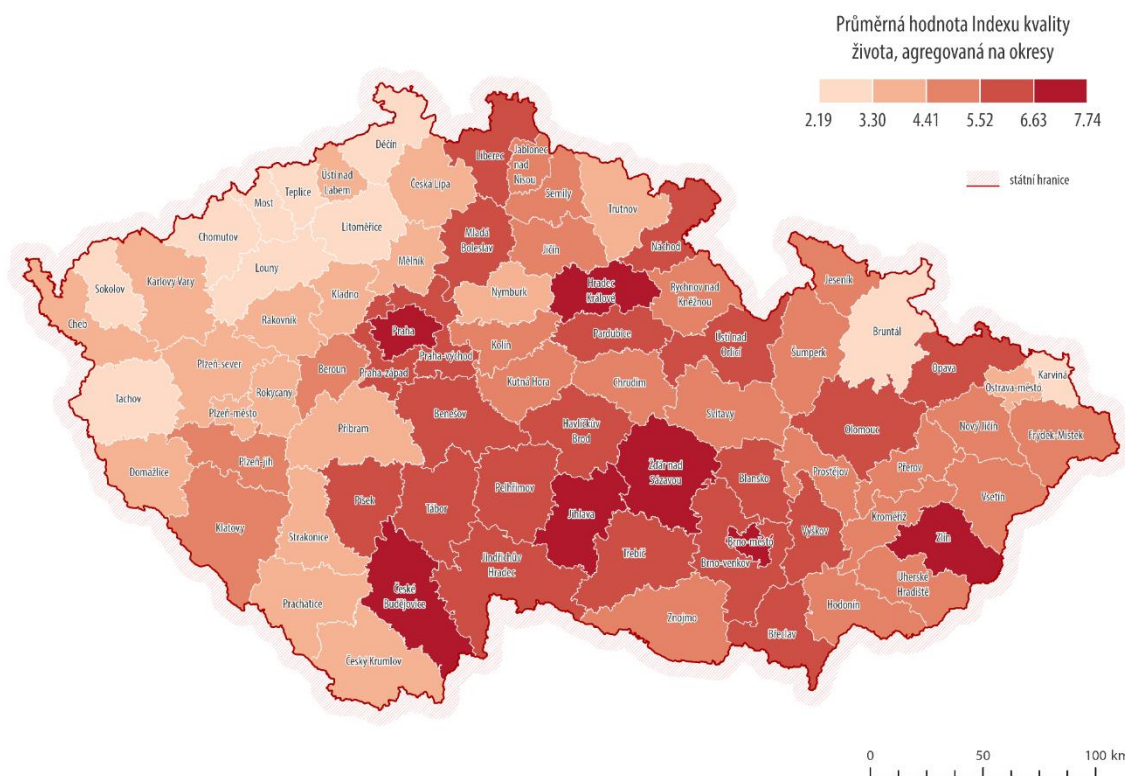 Průměrná hodnota Indexu kvality
života, agregovaná na okresy
2.19 3.30 4.41 5.52 6.63 7.74
státní hranice
Děčín
Liberec
Jablonec
nad
Nisou
Ústí nad
Labem
Teplice
Česká Lípa
Semily
Most
Trutnov
Litoměřice
Chomutov
Mladá
Boleslav
Jičín
Náchod
Louny
Mělník
Karlovy Vary
Sokolov
Hradec
Králové
Rychnov nad
Kněžnou
Jeseník
Kladno
Nymburk
Cheb
Rakovník
Praha
Bruntál
Pardubice
Ústí nad
Orlicí
Kolín
Šumperk
Praha-východ
Plzeň-sever
Beroun
Praha-západ
Opava
Karviná
Ostrava-město
Tachov
Rokycany
Kutná Hora
Chrudim
Plzeň-město
Benešov
Svitavy
Příbram
Havlíčkův
Brod
Olomouc
Nový Jičín
Frýdek-Místek
Domažlice
Plzeň-jih
Žďár nad
Sázavou
Prostějov
Přerov
Písek
Tábor
Pelhřimov
Blansko
Vsetín
Klatovy
Jihlava
Kroměříž
Strakonice
Vyškov
Zlín
Brno-město
Třebíč
Jindřichův
Hradec
Brno-venkov
České
Budějovice
Uherské
Hradiště
Prachatice
Hodonín
Znojmo
Břeclav
Český Krumlov
0 50 100 km